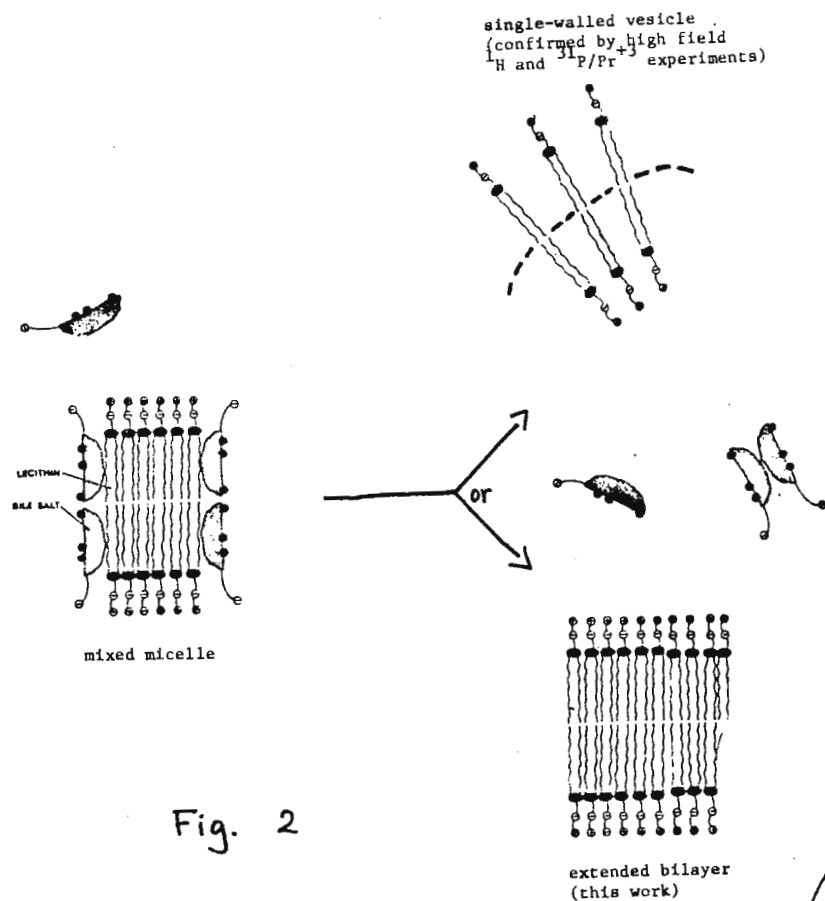 single-walled vesicle
(confirmed by high field
¹H and ³¹P/Pr⁺³ experiments)
LECITHIN
BILE SALT
or
mixed micelle
Fig. 2
extended bilayer
(this work)